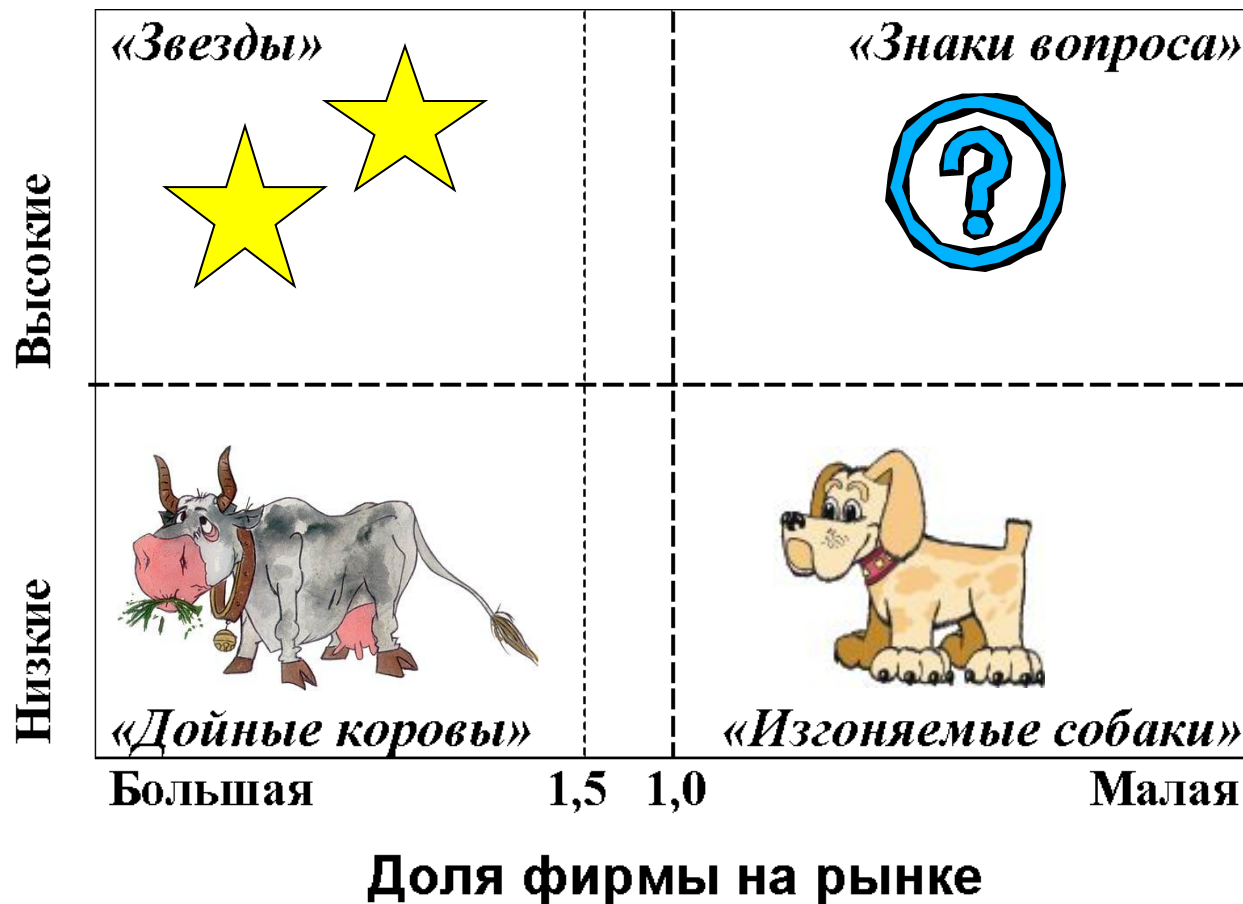 «Звезды»
«Знаки вопроса»
Высокие
?
Низкие
«Дойные коровы»
«Изгоняемые собаки»
Большая
1,5
1,0
Малая
Доля фирмы на рынке